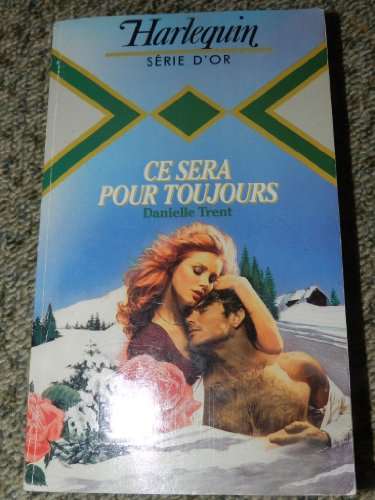 Harlequin
SÉRIE D'OR
CE SERA
POUR TOUJOURS
Danielle Trent